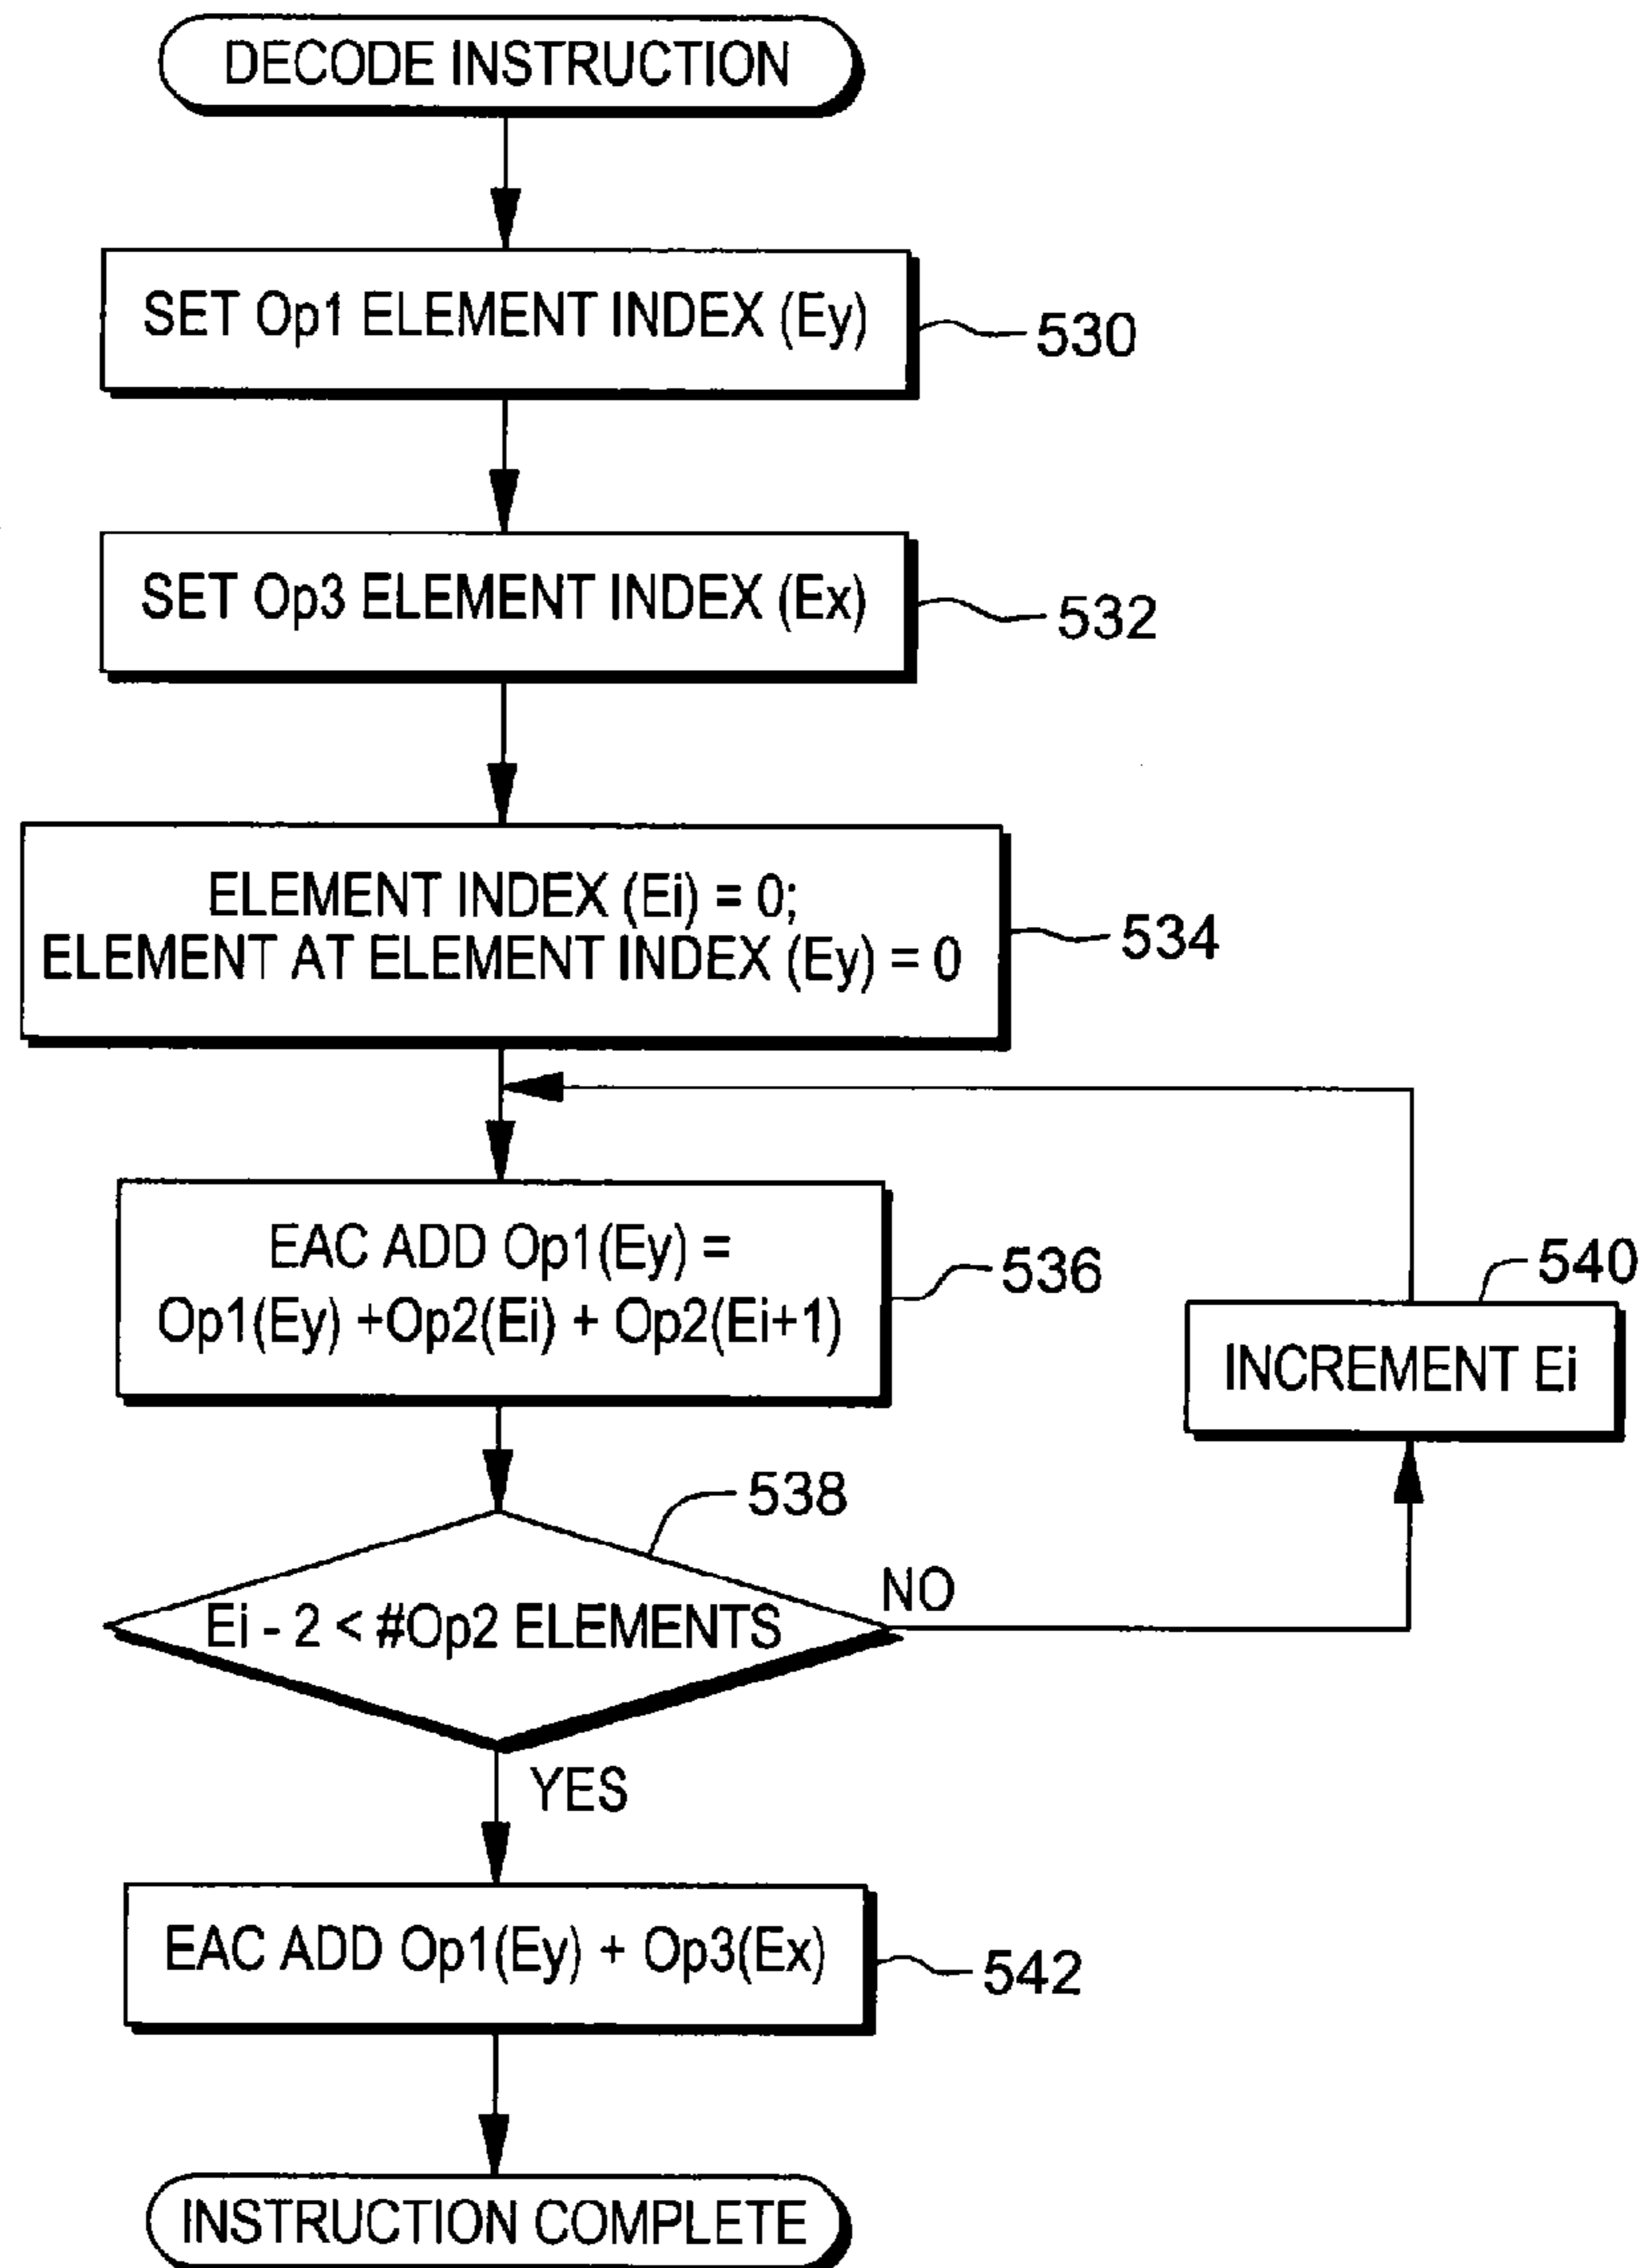 DECODE INSTRUCTION
SET Op1 ELEMENT INDEX (Ey)
530
SET Op3 ELEMENT INDEX (Ex)
532
ELEMENT INDEX (Ei) = 0;
ELEMENT AT ELEMENT INDEX (Ey) = 0
534
EAC ADD Op1(Ey) =
Op1(Ey) +Op2(Ei) + Op2(Ei+1)
536
540
INCREMENT Ei
538
Ei - 2 < #Op2 ELEMENTS
NO
YES
EAC ADD Op1(Ey) + Op3(Ex)
542
INSTRUCTION COMPLETE